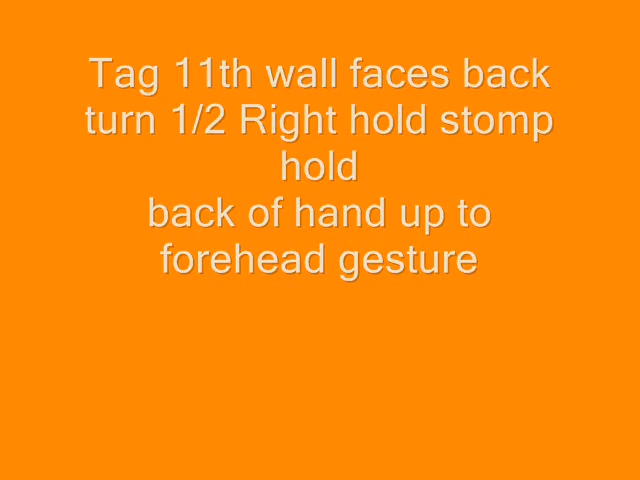 Tag 11th wall faces back
turn 1/2 Right hold stomp
hold
back of hand up to
forehead gesture